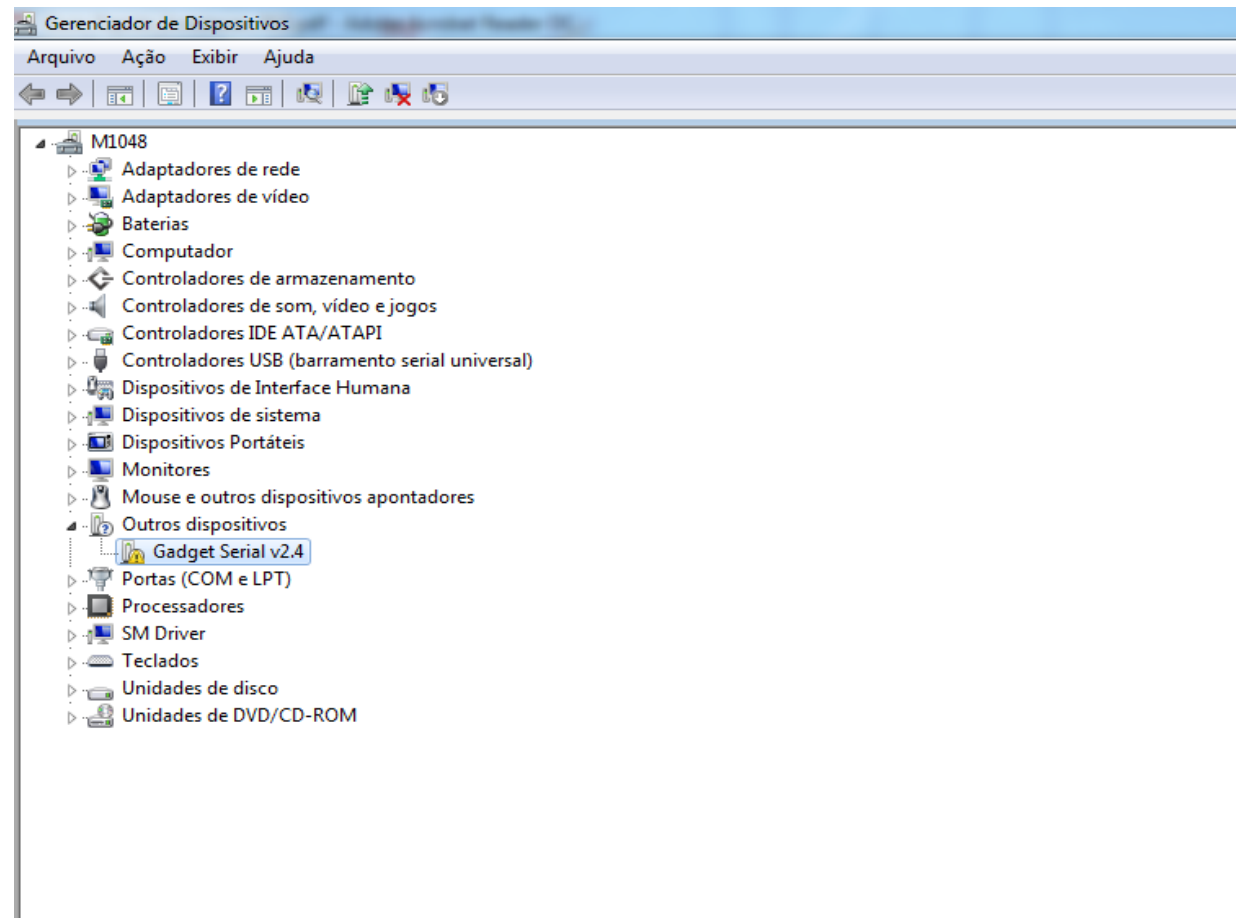 Gerenciador de Dispositivos
Arquivo Ação Exibir Ajuda
M1048
Adaptadores de rede
Adaptadores de vídeo
Baterias
Computador
Controladores de armazenamento
Controladores de som, vídeo e jogos
Controladores IDE ATA/ATAPI
Controladores USB (barramento serial universal)
Dispositivos de Interface Humana
Dispositivos de sistema
Dispositivos Portáteis
Monitores
Mouse e outros dispositivos apontadores
Outros dispositivos
Gadget Serial v2.4
Portas (COM e LPT)
Processadores
SM Driver
Teclados
Unidades de disco
Unidades de DVD/CD-ROM